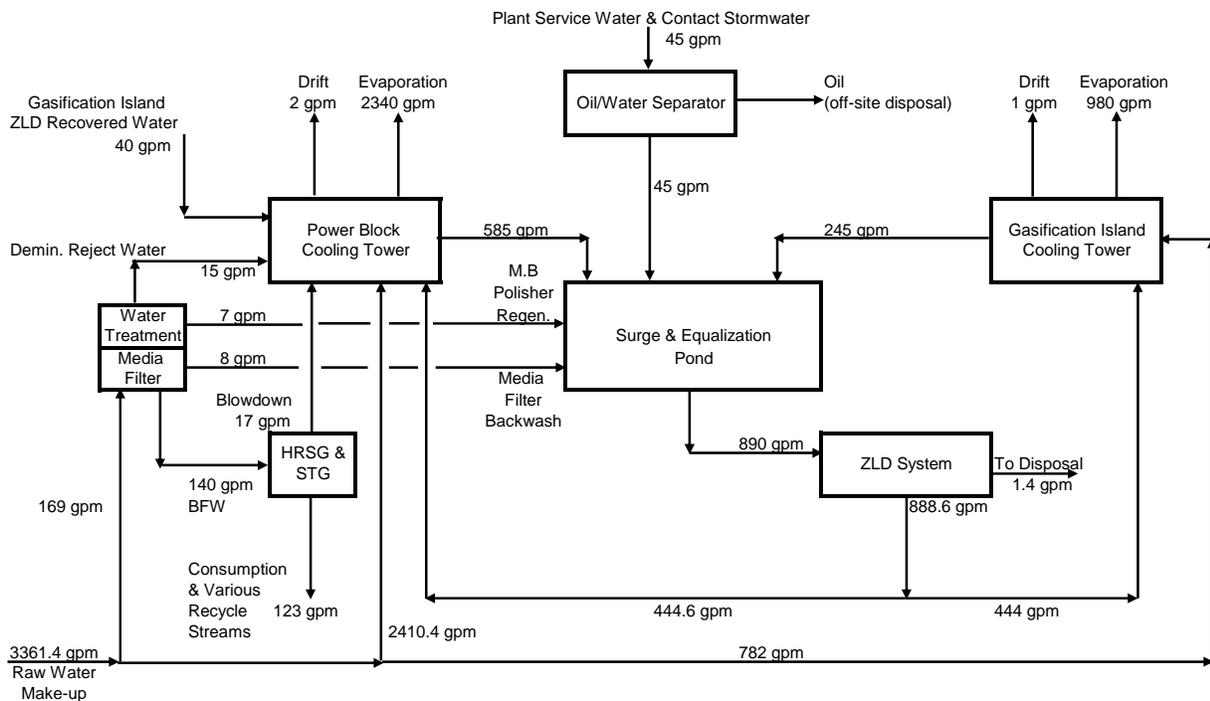 Plant Service Water & Contact Stormwater
45 gpm
Drift
2 gpm
Evaporation
2340 gpm
Oil/Water Separator
Oil
(off-site disposal)
Drift
1 gpm
Evaporation
980 gpm
Gasification Island
ZLD Recovered Water
40 gpm
45 gpm
Power Block
Cooling Tower
585 gpm
245 gpm
Gasification Island
Cooling Tower
Demin. Reject Water
15 gpm
M.B
Polisher
Regen.
Water
Treatment
7 gpm
Surge & Equalization
Pond
Media
Filter
8 gpm
Media
Filter
Backwash
Blowdown
17 gpm
HRSG &
STG
890 gpm
ZLD System
To Disposal
1.4 gpm
140 gpm
BFW
888.6 gpm
169 gpm
Consumption
& Various
Recycle
Streams
123 gpm
444.6 gpm
444 gpm
2410.4 gpm
3361.4 gpm
Raw Water
Make-up
782 gpm